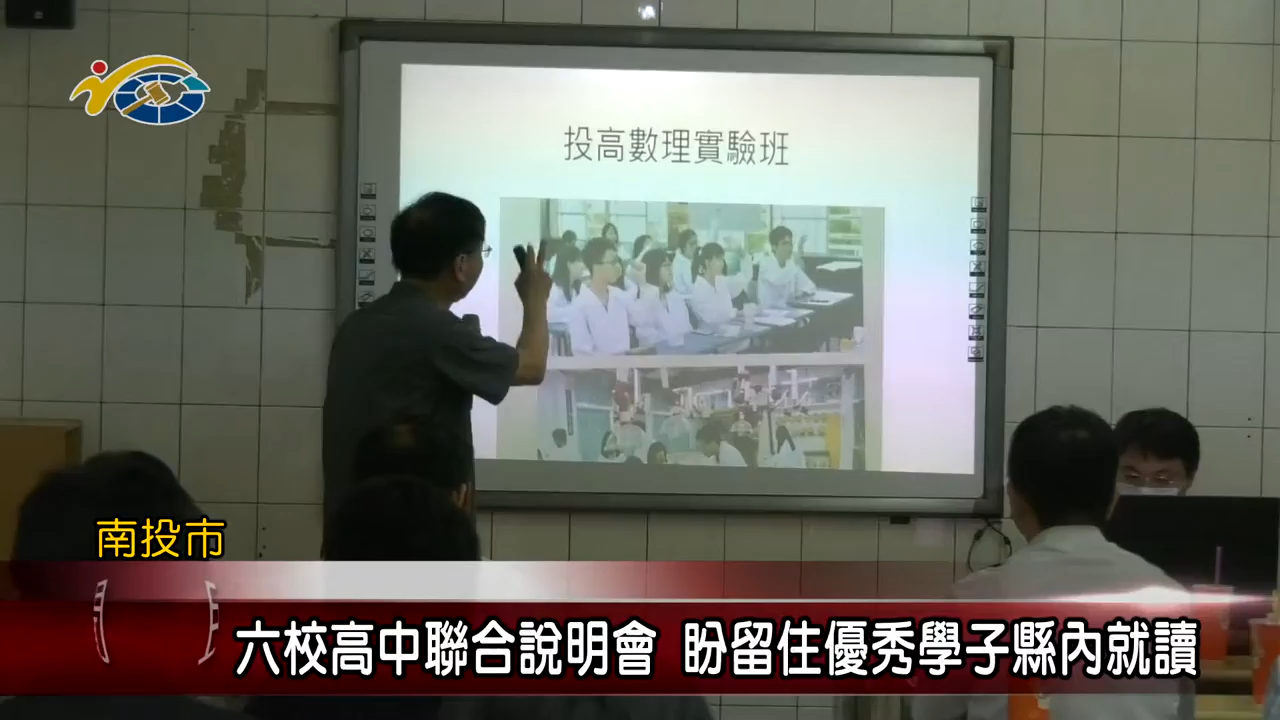 投高數理實驗班
南投市
六校高中聯合說明會 盼留住優秀學子縣內就讀